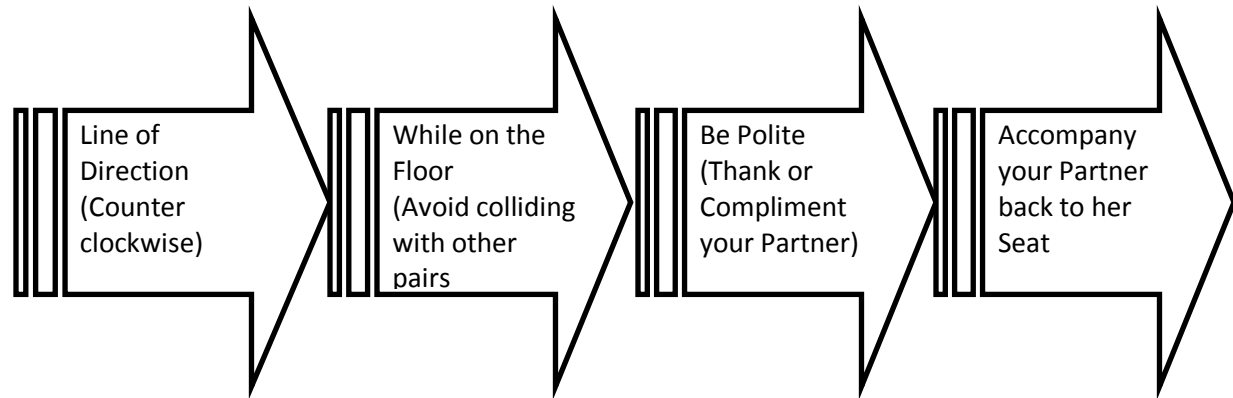 Line of
Direction
(Counter
clockwise)
While on the
Floor
(Avoid colliding
with other
pairs
Be Polite
(Thank or
Compliment
your Partner)
Accompany
your Partner
back to her
Seat